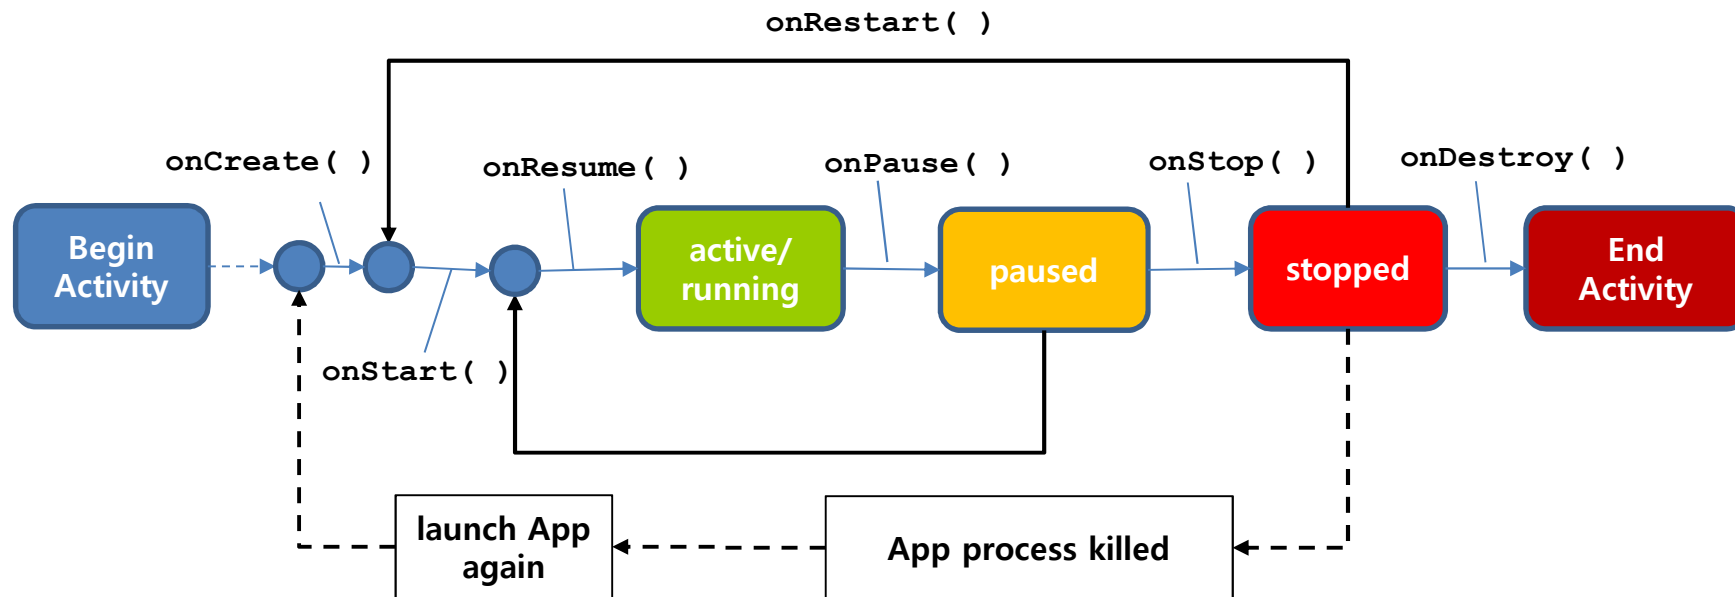 onRestart( )
onCreate( )
onResume( )
onPause( )
onStop( )
onDestroy( )
Begin
Activity
active/
running
paused
stopped
End
Activity
onStart( )
launch App
again
App process killed